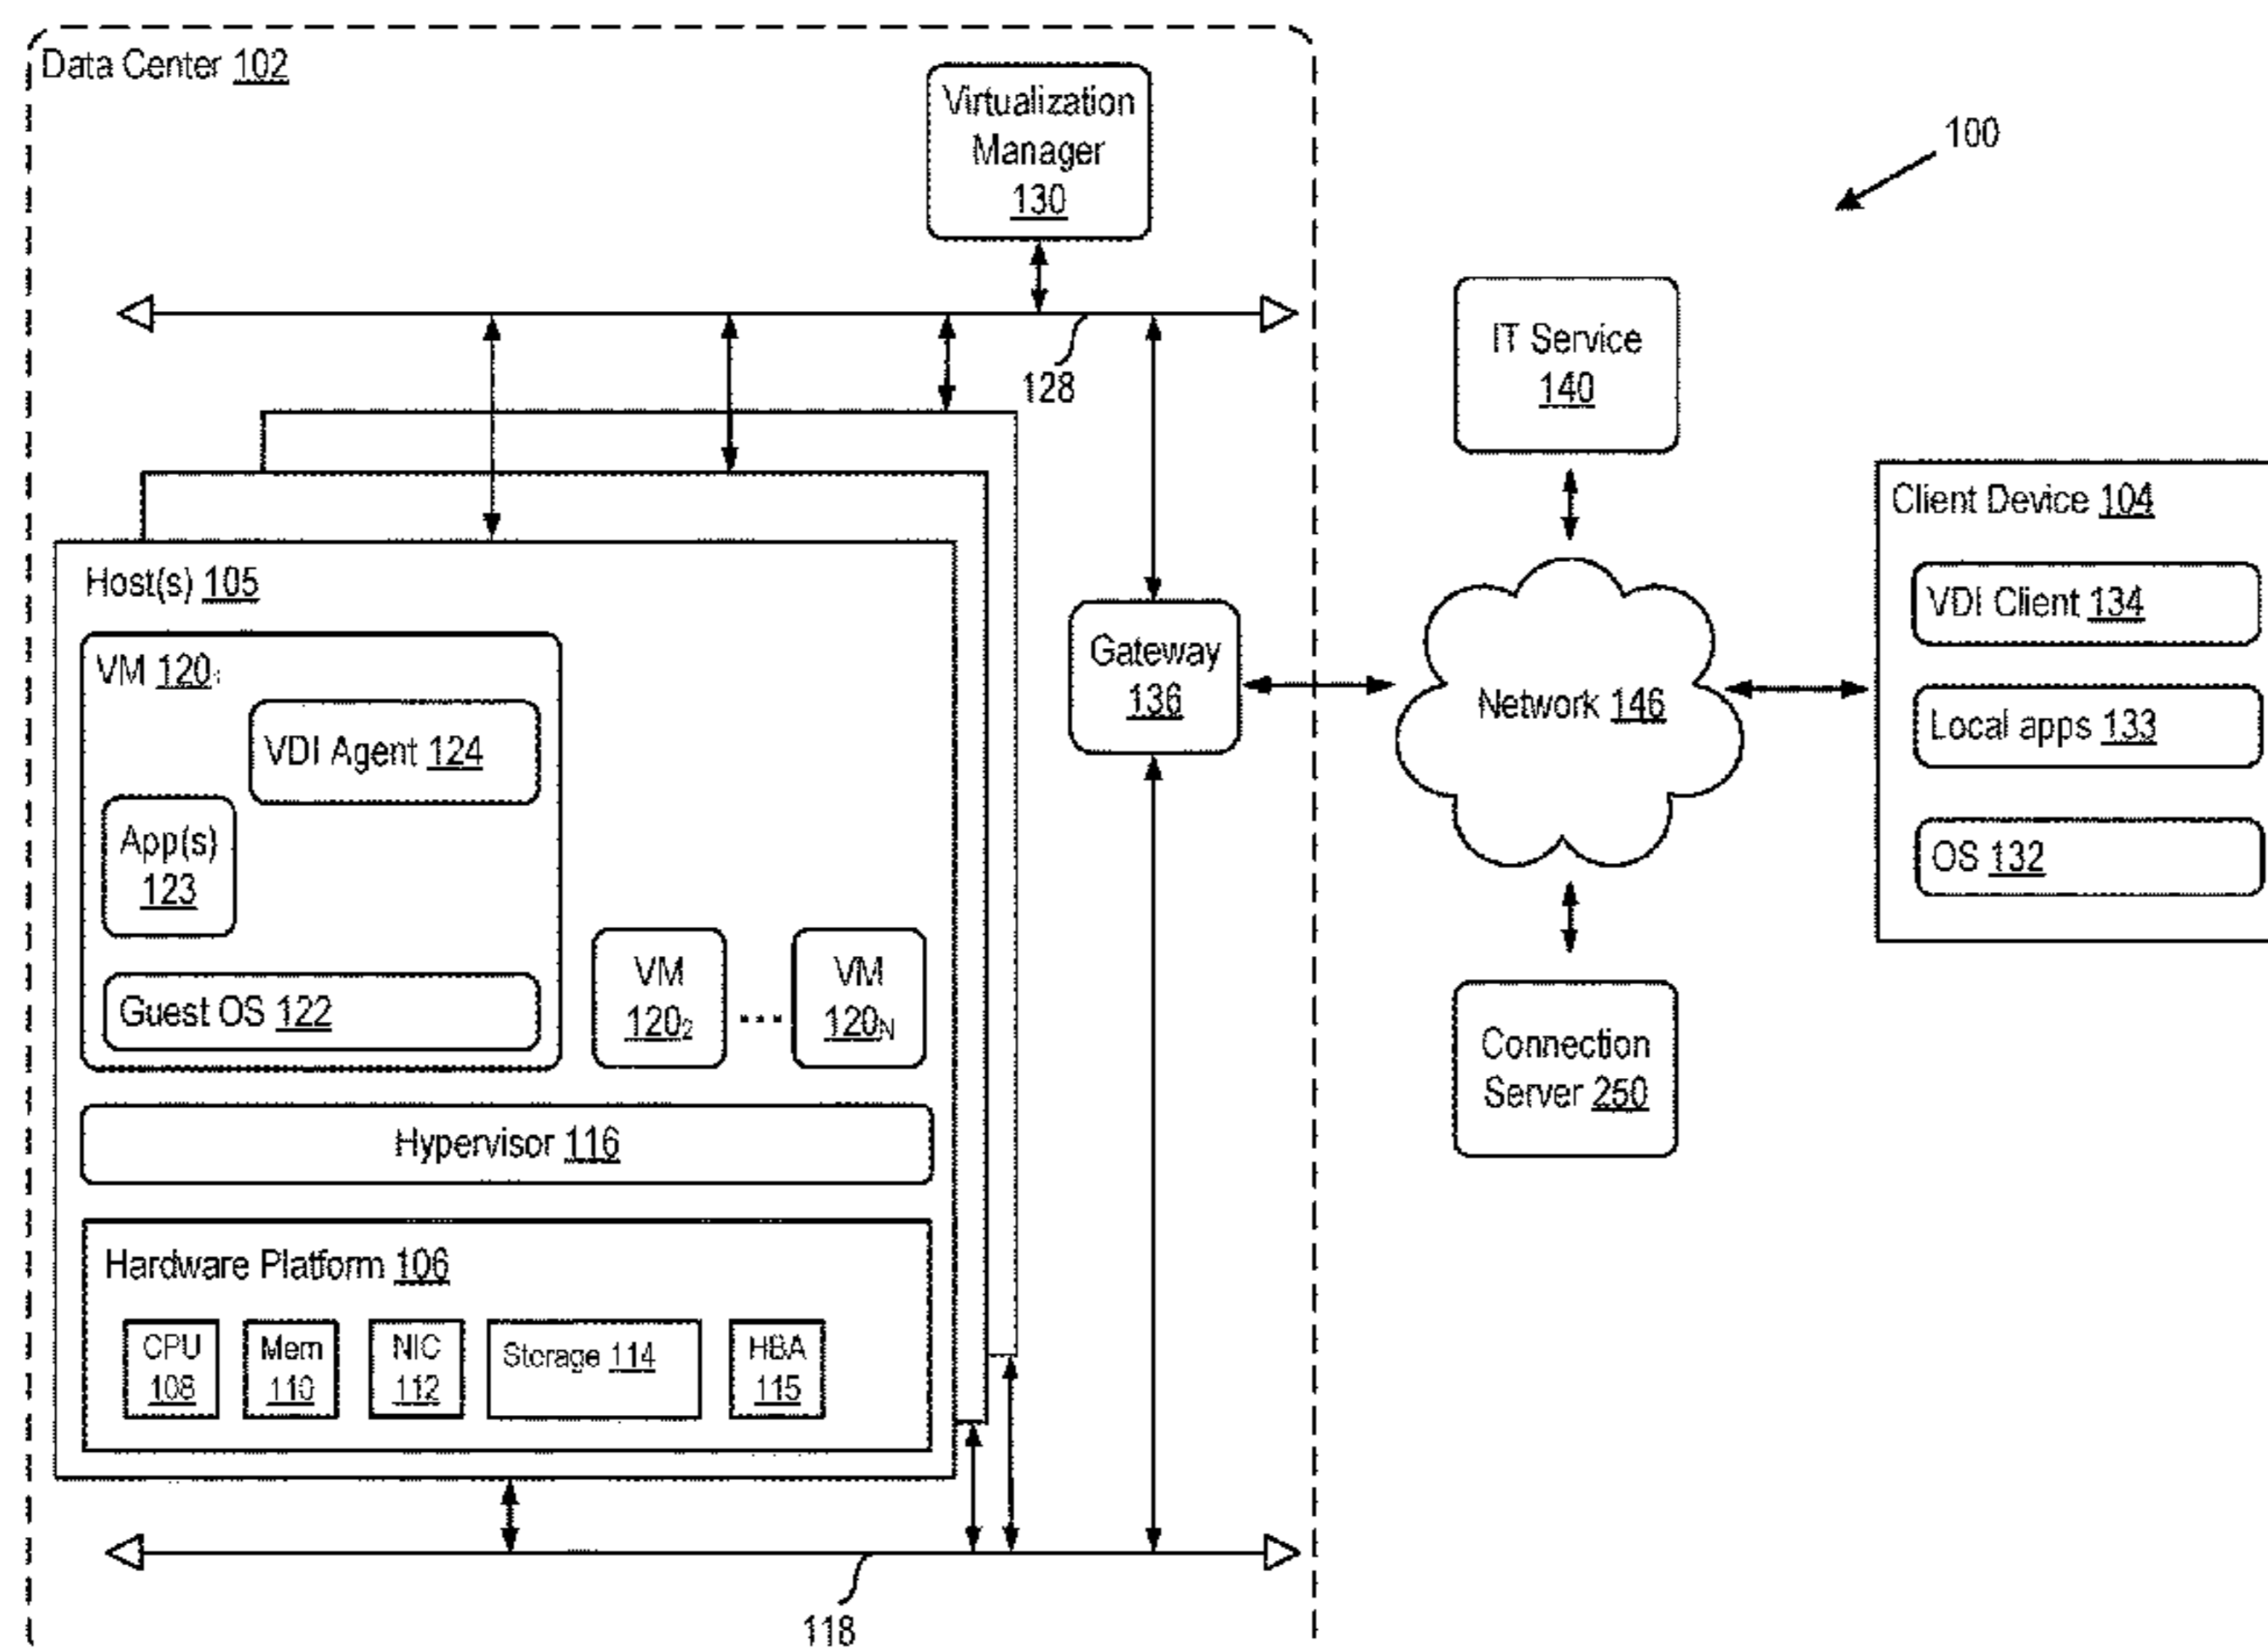 Data Center 102
Virtualization
Manager
130
100
128
IT Service
140
Client Device 104
VDI Client 134
Local apps 133
OS 132
Host(s) 105
VM 120₁
VDI Agent 124
App(s)
123
Guest OS 122
VM
120₂
...
VM
120N
Gateway
136
Network 146
Connection
Server 250
Hypervisor 116
Hardware Platform 106
CPU
108
Mem
110
NIC
112
Storage 114
HBA
115
118